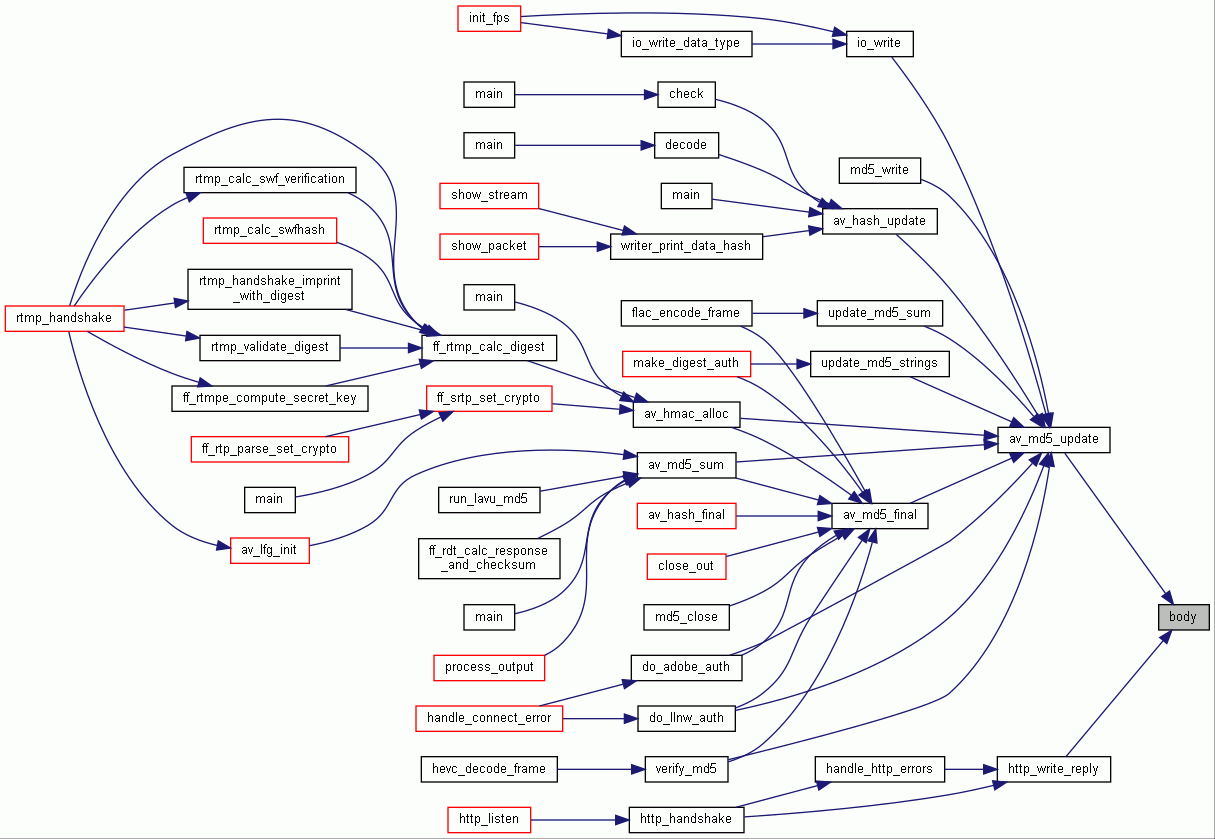 init_fps
io_write_data_type
io_write
main
check
main
decode
rtmp_calc_swf_verification
show_stream
main
md5_write
rtmp_calc_swfhash
show_packet
writer_print_data_hash
av_hash_update
rtmp_handshake_imprint
_with_digest
main
flac_encode_frame
update_md5_sum
rtmp_handshake
rtmp_validate_digest
ff_rtmp_calc_digest
make_digest_auth
update_md5_strings
ff_rtmpe_compute_secret_key
ff_srtp_set_crypto
av_hmac_alloc
ff_rtp_parse_set_crypto
av_md5_update
av_md5_sum
main
run_lavu_md5
av_hash_final
av_md5_final
av_lfg_init
ff_rdt_calc_response
_and_checksum
close_out
main
md5_close
body
process_output
do_adobe_auth
handle_connect_error
do_llnw_auth
hevc_decode_frame
verify_md5
handle_http_errors
http_write_reply
http_listen
http_handshake